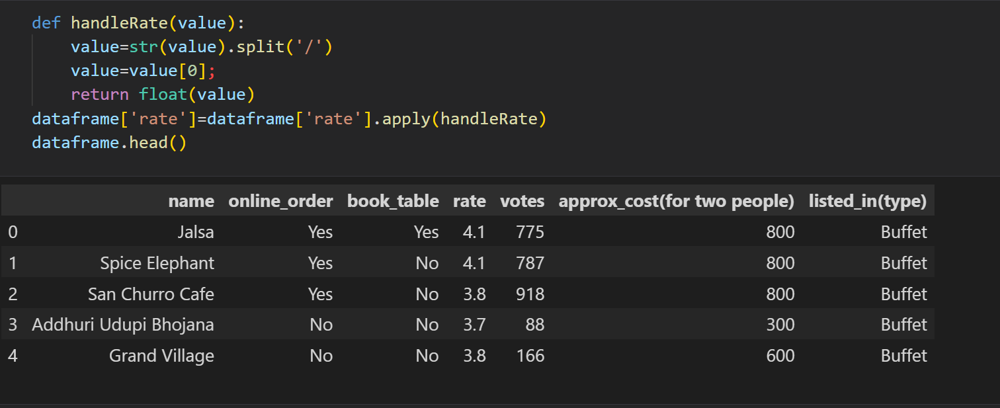 def handleRate(value):
    value=str(value).split('/')
    value=value[0];
    return float(value)
dataframe['rate']=dataframe['rate'].apply(handleRate)
dataframe.head()
name online_order book_table rate votes approx_cost(for two people) listed_in(type)
0 Jalsa Yes Yes 4.1 775 800 Buffet
1 Spice Elephant Yes No 4.1 787 800 Buffet
2 San Churro Cafe Yes No 3.8 918 800 Buffet
3 Addhuri Udupi Bhojana No No 3.7 88 300 Buffet
4 Grand Village No No 3.8 166 600 Buffet